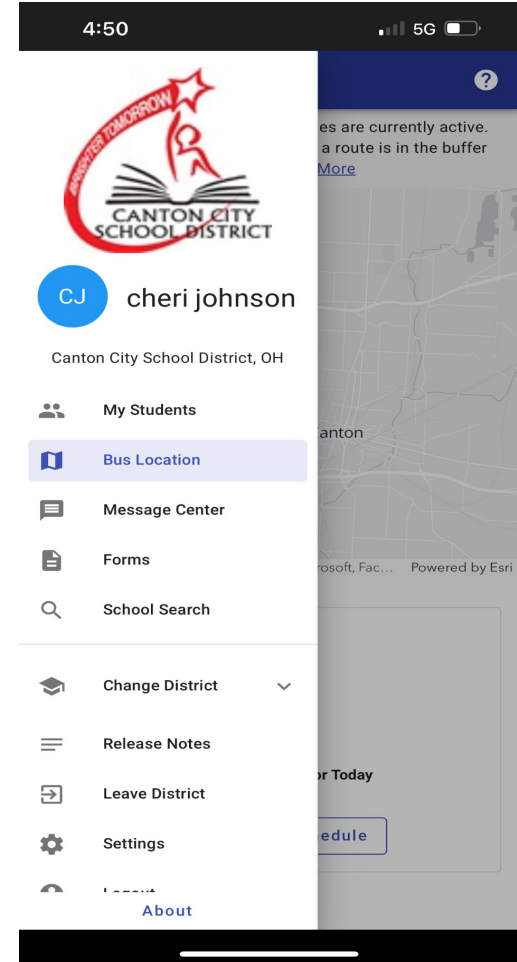 4:50
5G
A BRIGHTER TOMORROW
CANTON CITY
SCHOOL DISTRICT
es are currently active.
a route is in the buffer
More
CJ
cheri johnson
Canton City School District, OH
My Students
Bus Location
anton
Message Center
Forms
rosoft, Fac... Powered by Esri
School Search
Change District
Release Notes
or Today
Leave District
Settings
edule
Logout
About